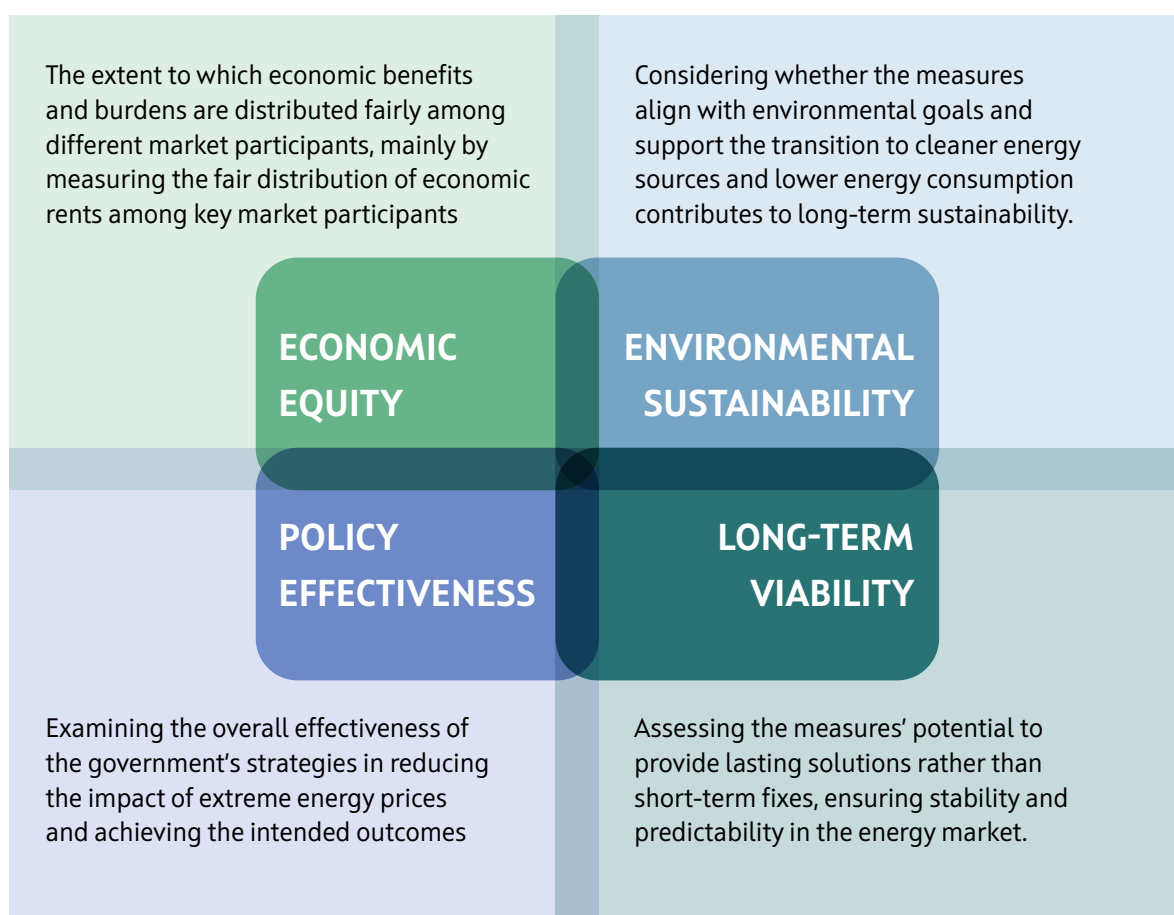 The extent to which economic benefits
and burdens are distributed fairly among
different market participants, mainly by
measuring the fair distribution of economic
rents among key market participants
Considering whether the measures
align with environmental goals and
support the transition to cleaner energy
sources and lower energy consumption
contributes to long-term sustainability.
ECONOMIC
EQUITY
ENVIRONMENTAL
SUSTAINABILITY
POLICY
EFFECTIVENESS
LONG-TERM
VIABILITY
Examining the overall effectiveness of
the government's strategies in reducing
the impact of extreme energy prices
and achieving the intended outcomes
Assessing the measures' potential to
provide lasting solutions rather than
short-term fixes, ensuring stability and
predictability in the energy market.